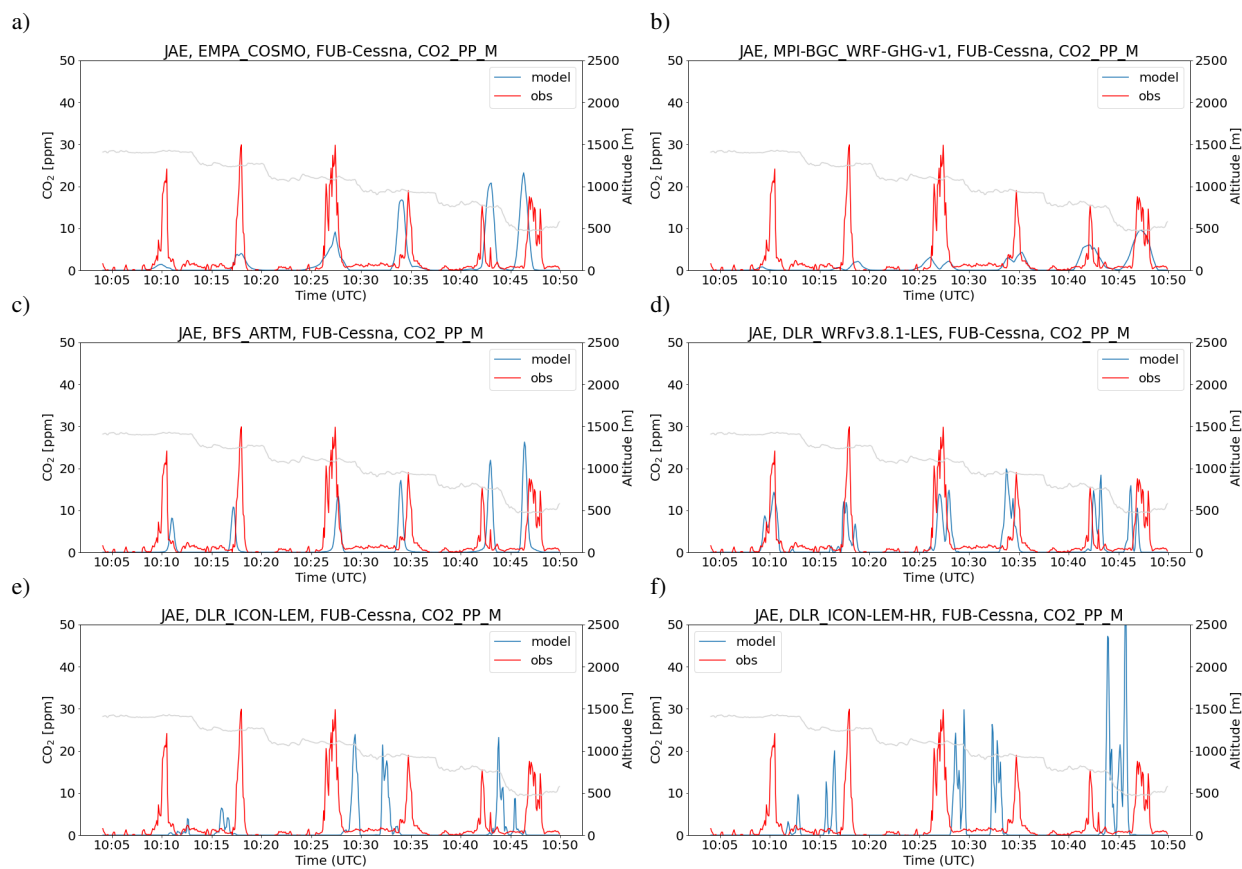 a)
JAE, EMPA_COSMO, FUB-Cessna, CO2_PP_M
50
40
30
20
10
0
CO₂ [ppm]
2500
2000
1500
1000
500
0
Altitude [m]
model
obs
10:05 10:10 10:15 10:20 10:25 10:30 10:35 10:40 10:45 10:50
Time (UTC)
b)
JAE, MPI-BGC_WRF-GHG-v1, FUB-Cessna, CO2_PP_M
50
40
30
20
10
0
CO₂ [ppm]
2500
2000
1500
1000
500
0
Altitude [m]
model
obs
10:05 10:10 10:15 10:20 10:25 10:30 10:35 10:40 10:45 10:50
Time (UTC)
c)
JAE, BFS_ARTM, FUB-Cessna, CO2_PP_M
50
40
30
20
10
0
CO₂ [ppm]
2500
2000
1500
1000
500
0
Altitude [m]
model
obs
10:05 10:10 10:15 10:20 10:25 10:30 10:35 10:40 10:45 10:50
Time (UTC)
d)
JAE, DLR_WRFv3.8.1-LES, FUB-Cessna, CO2_PP_M
50
40
30
20
10
0
CO₂ [ppm]
2500
2000
1500
1000
500
0
Altitude [m]
model
obs
10:05 10:10 10:15 10:20 10:25 10:30 10:35 10:40 10:45 10:50
Time (UTC)
e)
JAE, DLR_ICON-LEM, FUB-Cessna, CO2_PP_M
50
40
30
20
10
0
CO₂ [ppm]
2500
2000
1500
1000
500
0
Altitude [m]
model
obs
10:05 10:10 10:15 10:20 10:25 10:30 10:35 10:40 10:45 10:50
Time (UTC)
f)
JAE, DLR_ICON-LEM-HR, FUB-Cessna, CO2_PP_M
50
40
30
20
10
0
CO₂ [ppm]
2500
2000
1500
1000
500
0
Altitude [m]
model
obs
10:05 10:10 10:15 10:20 10:25 10:30 10:35 10:40 10:45 10:50
Time (UTC)